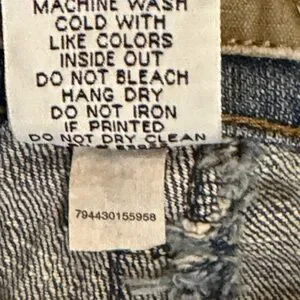 MACHINE WASH
COLD WITH
LIKE COLORS
INSIDE OUT
DO NOT BLEACH
HANG DRY
DO NOT IRON
IF PRINTED
DO NOT DRY CLEAN
794430155958